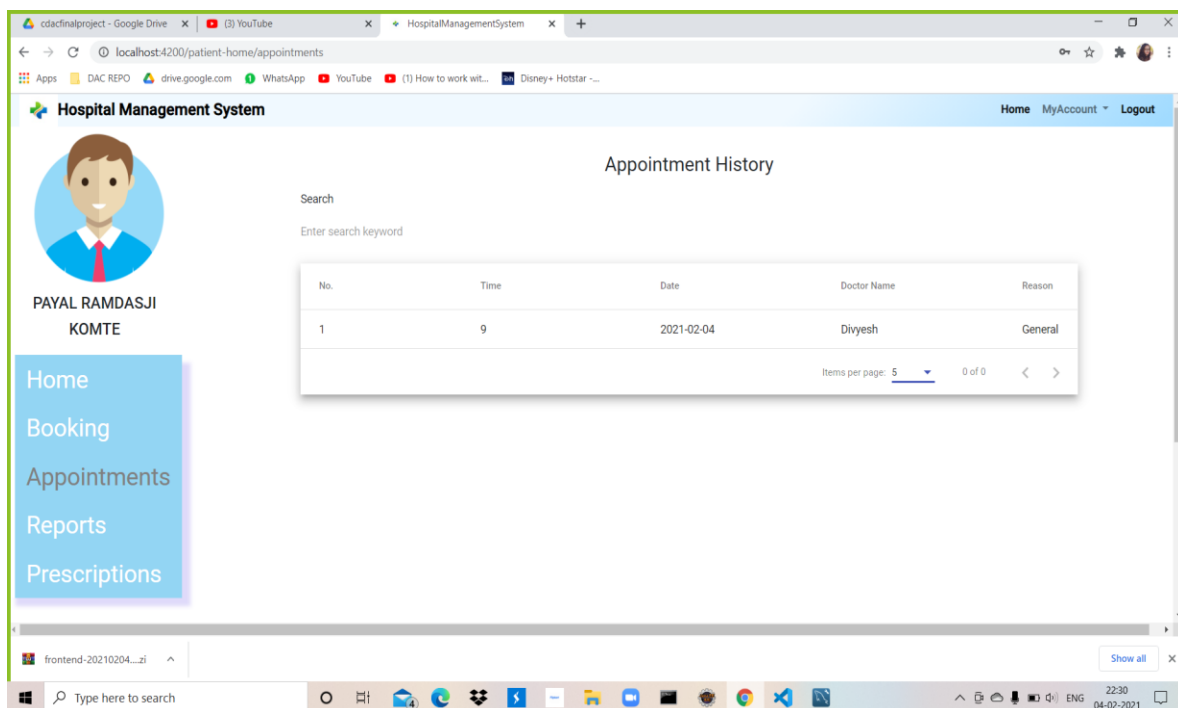 cdacfinalproject - Google Drive
(3) YouTube
HospitalManagementSystem
localhost:4200/patient-home/appointments
Apps DAC REPO drive.google.com WhatsApp YouTube (1) How to work wit... Disney+ Hotstar -...
Hospital Management System
Home MyAccount Logout
Appointment History
Search
Enter search keyword
No. Time Date Doctor Name Reason
1 9 2021-02-04 Divyesh General
Items per page: 5 0 of 0
PAYAL RAMDASJI
KOMTE
Home
Booking
Appointments
Reports
Prescriptions
frontend-20210204....zi
Show all
Type here to search
4
ENG
22:30
04-02-2021